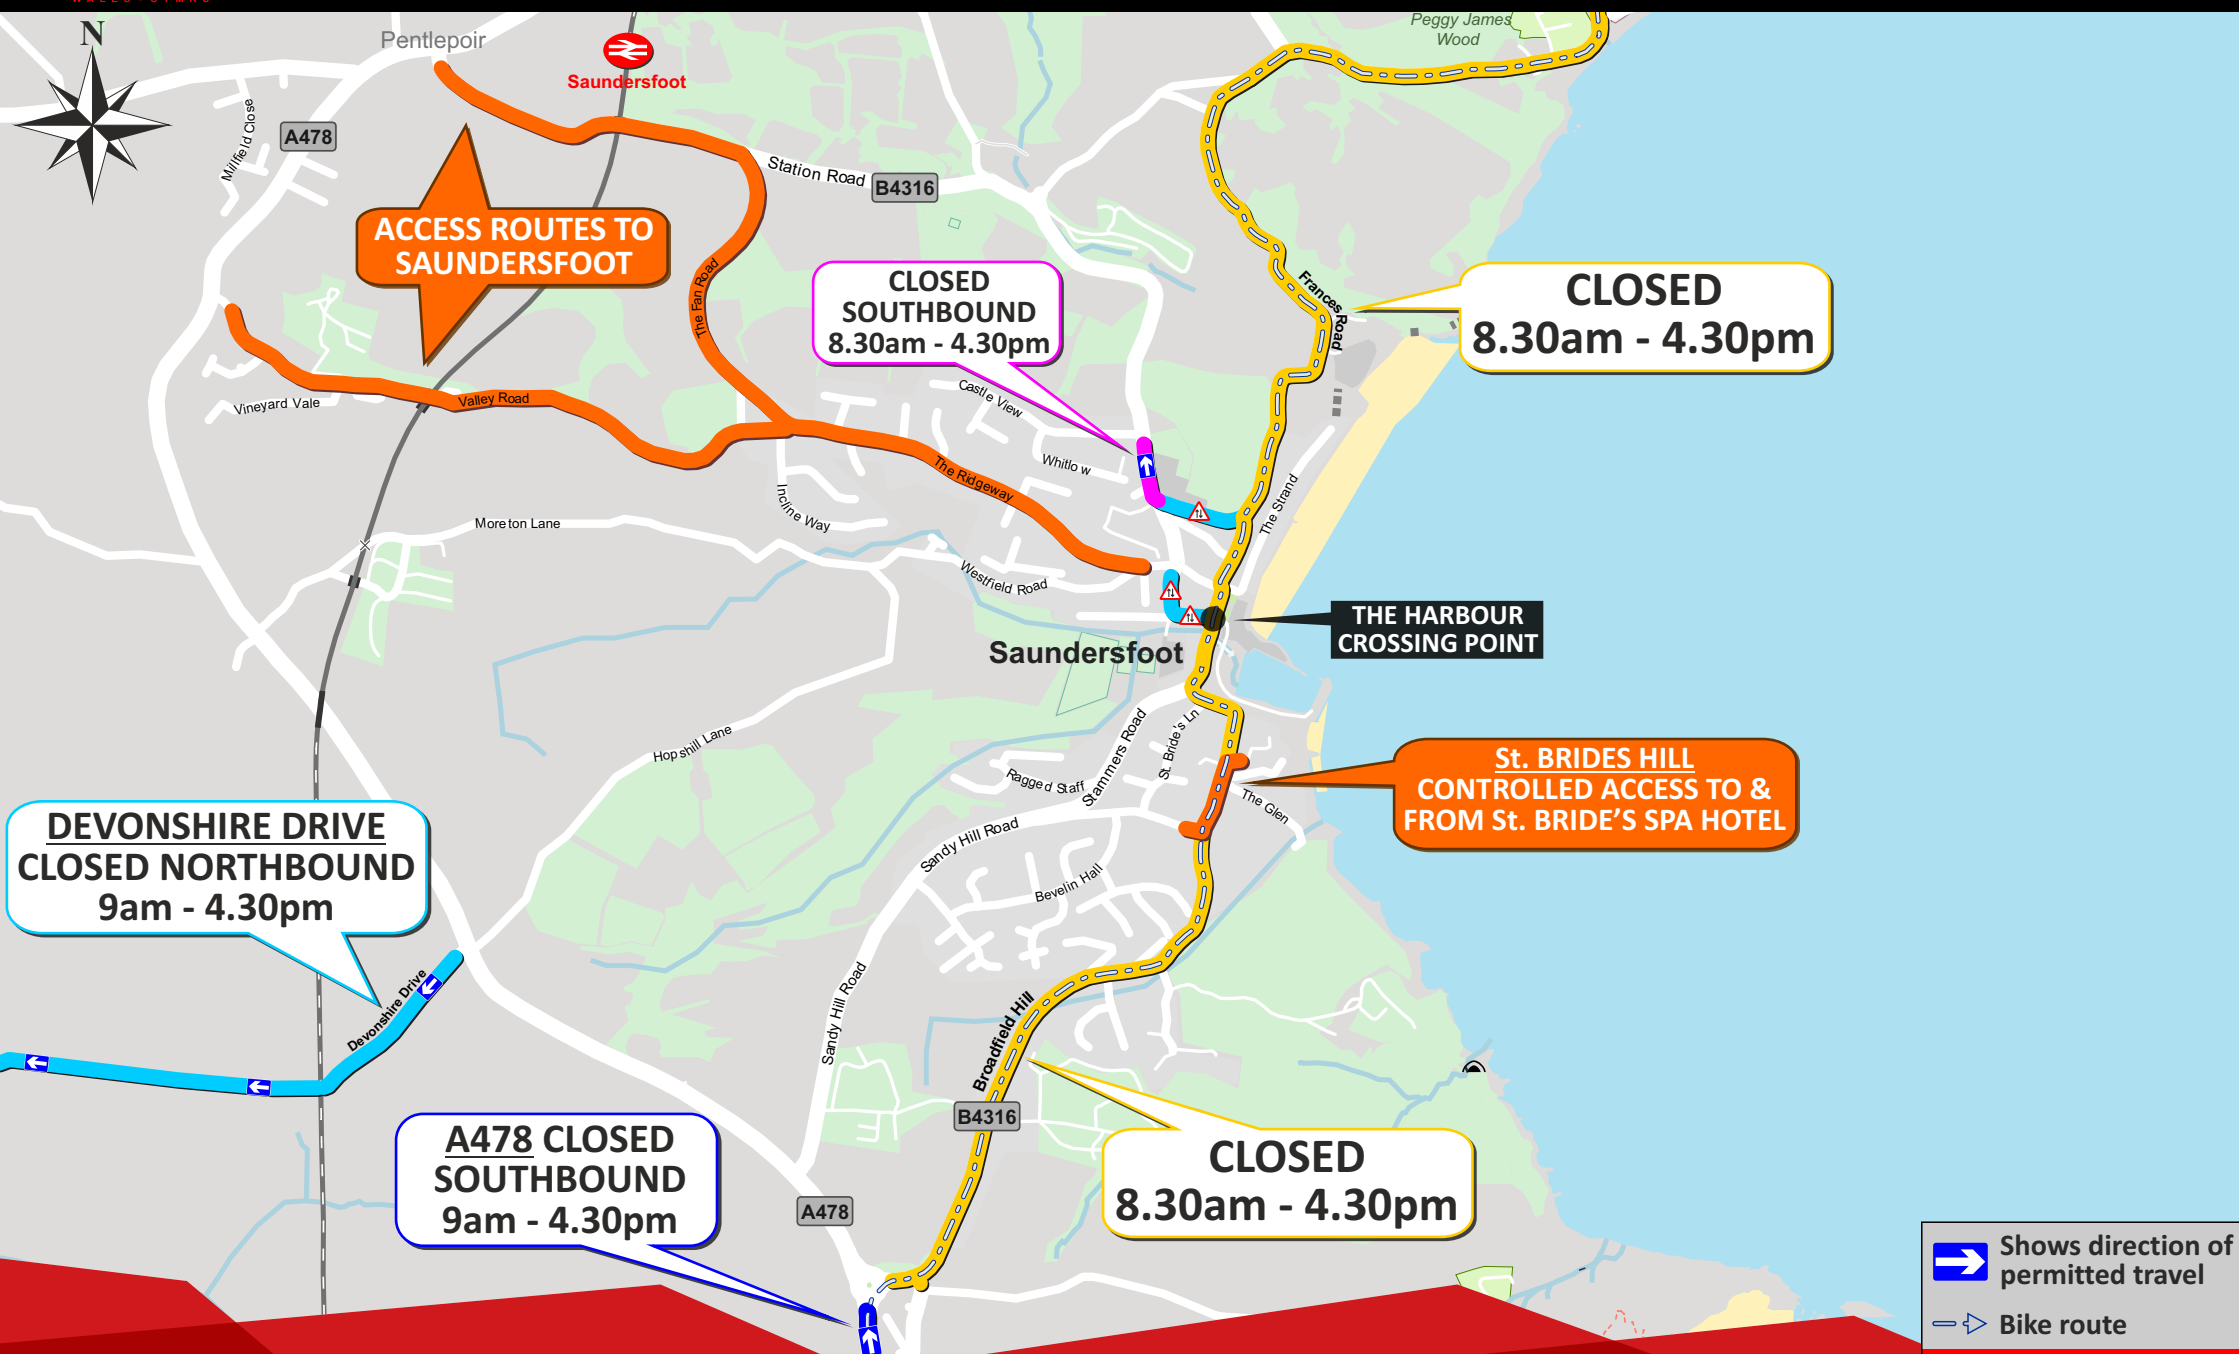 WALES · CYMRU
N
Pentlepoir
Saundersfoot
Peggy James
Wood
Millfield Close
A478
Station Road
B4316
ACCESS ROUTES TO
SAUNDERSFOOT
The Fan Road
CLOSED
SOUTHBOUND
8.30am - 4.30pm
Frances Road
CLOSED
8.30am - 4.30pm
Vineyard Vale
Valley Road
Castle View
Whitlow
The Ridgeway
Incline Way
The Strand
Moreton Lane
Westfield Road
THE HARBOUR
CROSSING POINT
Saundersfoot
Hopshill Lane
Stammers Road
St. Bride's Ln
Ragged Staff
The Glen
St. BRIDES HILL
CONTROLLED ACCESS TO &
FROM St. BRIDE'S SPA HOTEL
Sandy Hill Road
Bevelin Hall
DEVONSHIRE DRIVE
CLOSED NORTHBOUND
9am - 4.30pm
Devonshire Drive
Sandy Hill Road
Broadfield Hill
B4316
A478 CLOSED
SOUTHBOUND
9am - 4.30pm
A478
CLOSED
8.30am - 4.30pm
Shows direction of
permitted travel
Bike route